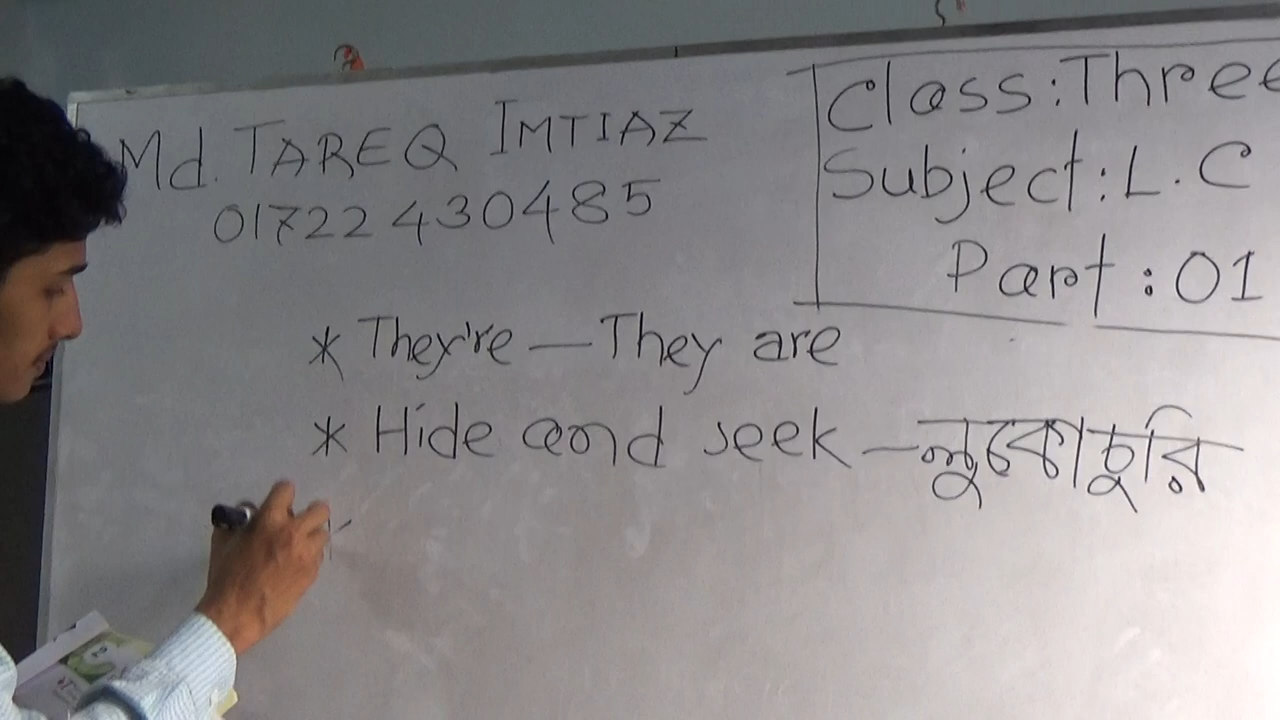 Md. TAREQ IMTIAZ
01722430485
Class: Three
Subject: L.C
Part: 01
* They're — They are
* Hide and seek — লুকোচুরি